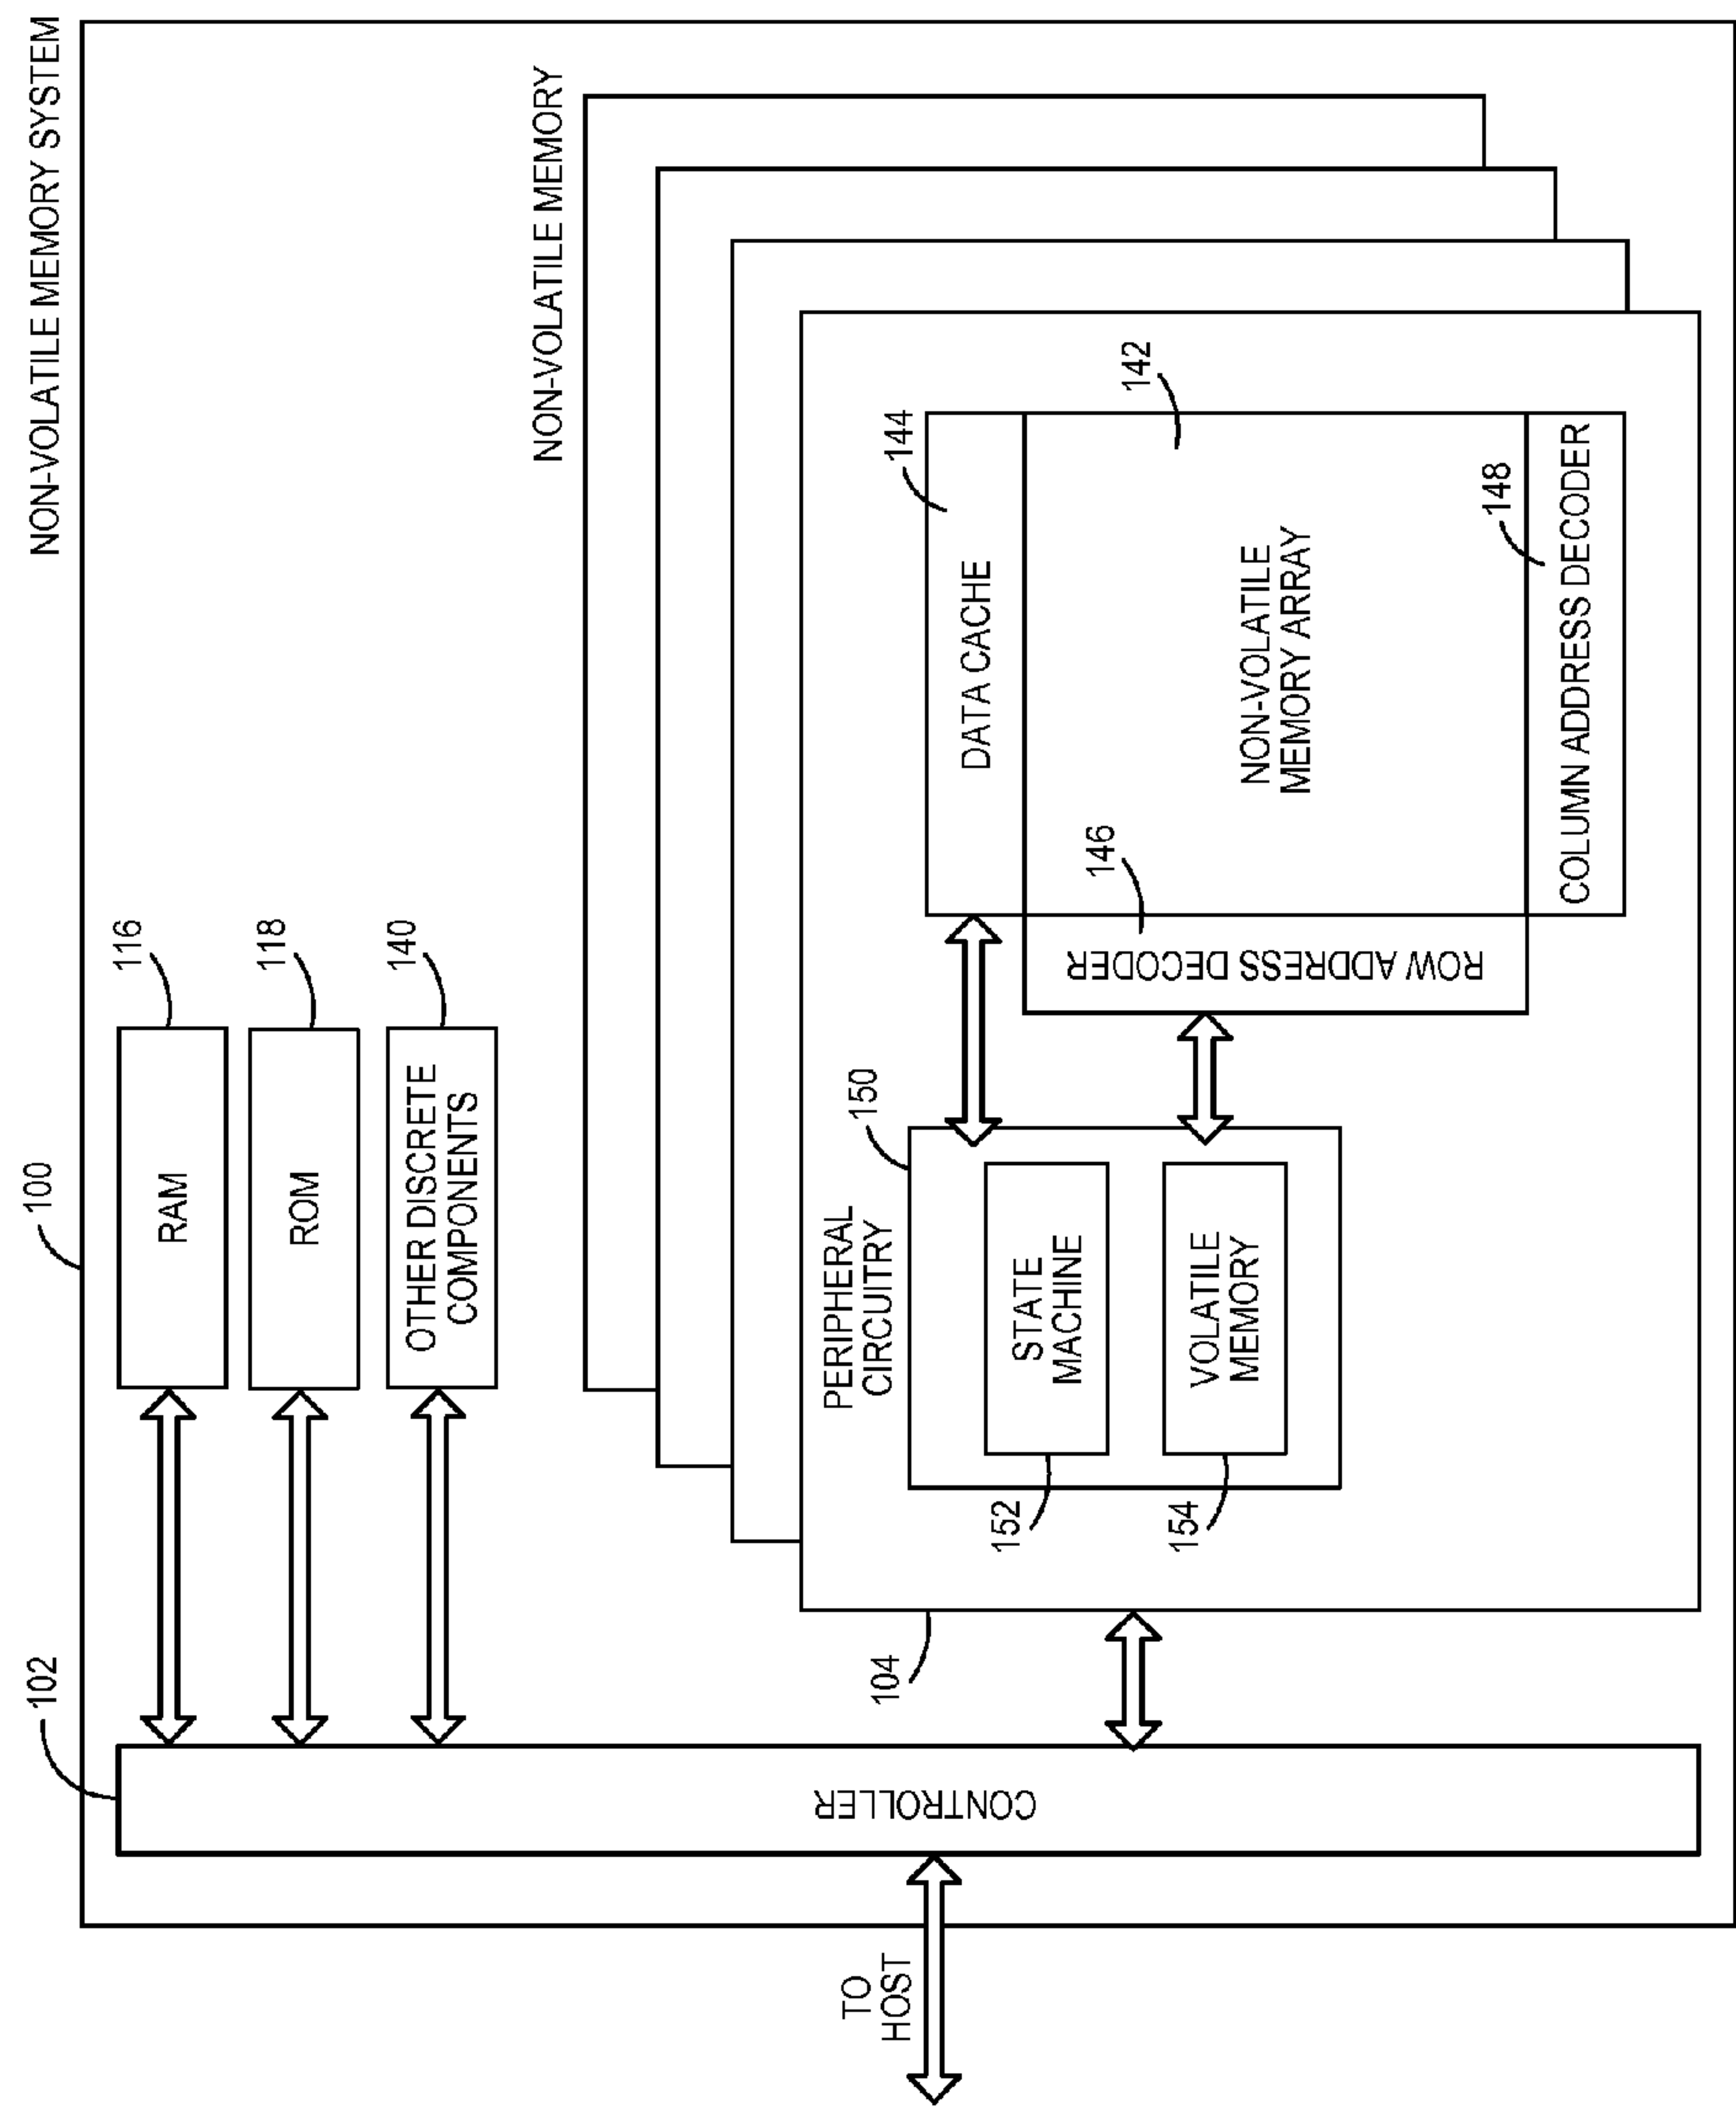 NON-VOLATILE MEMORY SYSTEM
100
102
CONTROLLER
TO
HOST
RAM
116
ROM
118
OTHER DISCRETE
COMPONENTS
140
NON-VOLATILE MEMORY
104
PERIPHERAL
CIRCUITRY
150
STATE
MACHINE
152
VOLATILE
MEMORY
154
DATA CACHE
144
ROW ADDRESS DECODER
146
NON-VOLATILE
MEMORY ARRAY
142
COLUMN ADDRESS DECODER
148